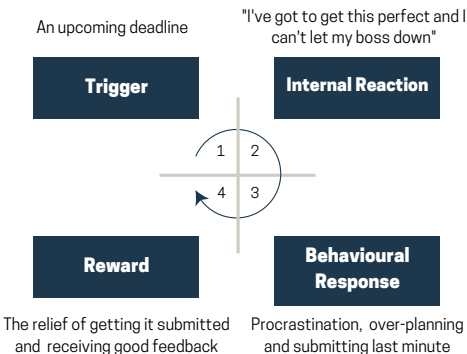 An upcoming deadline
"I've got to get this perfect and I
can't let my boss down"
Trigger
Internal Reaction
1
2
4
3
Reward
Behavioural
Response
The relief of getting it submitted
and receiving good feedback
Procrastination, over-planning
and submitting last minute